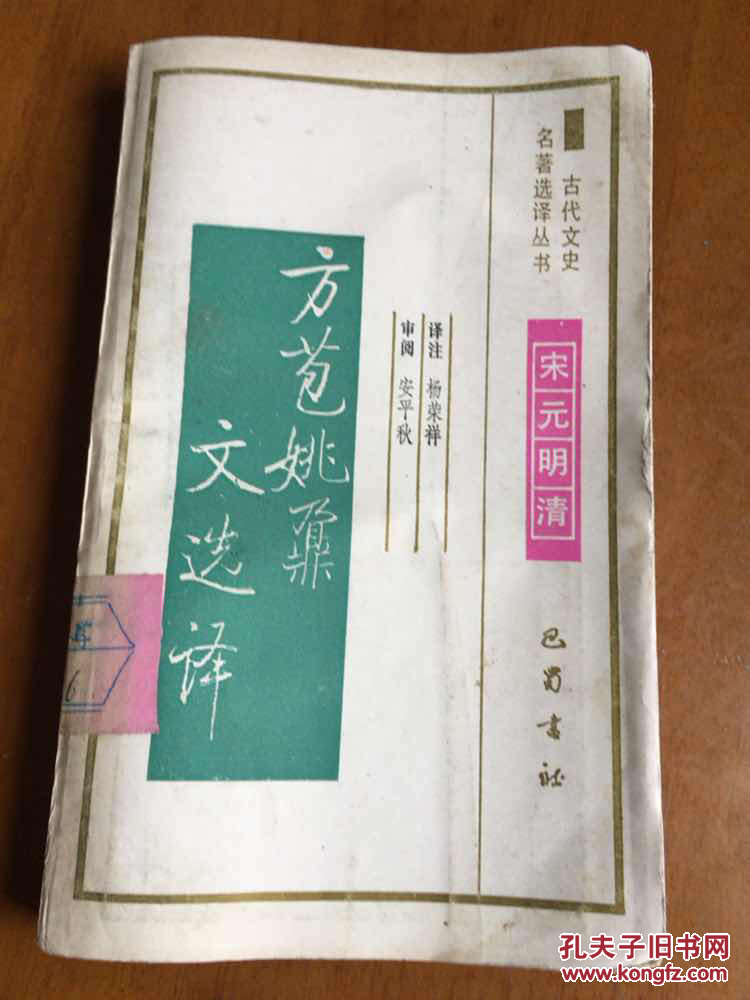 古代文史
名著选译丛书
宋元明清
巴蜀书社
译注 杨荣祥
审阅 安平秋
方苞姚鼐
文选译
6
孔夫子旧书网
www.kongfz.com